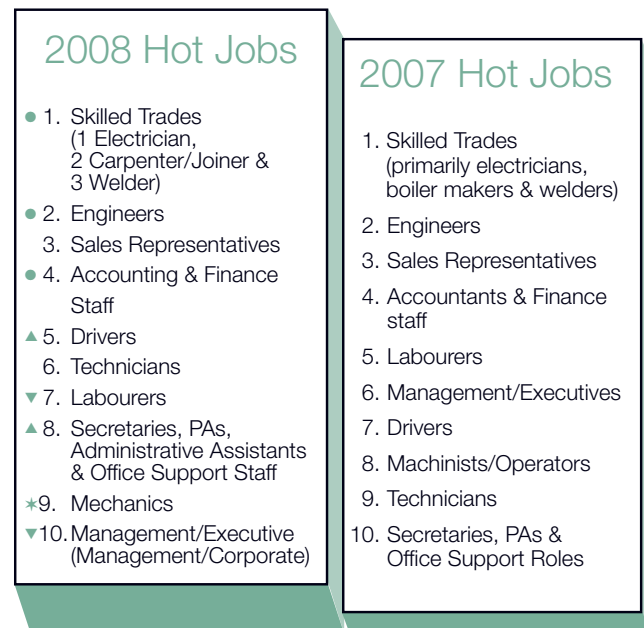 2008 Hot Jobs
● 1. Skilled Trades
(1 Electrician,
2 Carpenter/Joiner &
3 Welder)
● 2. Engineers
3. Sales Representatives
● 4. Accounting & Finance
Staff
▲ 5. Drivers
6. Technicians
▼ 7. Labourers
▲ 8. Secretaries, PAs,
Administrative Assistants
& Office Support Staff
✶9. Mechanics
▼10. Management/Executive
(Management/Corporate)
2007 Hot Jobs
1. Skilled Trades
(primarily electricians,
boiler makers & welders)
2. Engineers
3. Sales Representatives
4. Accountants & Finance
staff
5. Labourers
6. Management/Executives
7. Drivers
8. Machinists/Operators
9. Technicians
10. Secretaries, PAs &
Office Support Roles